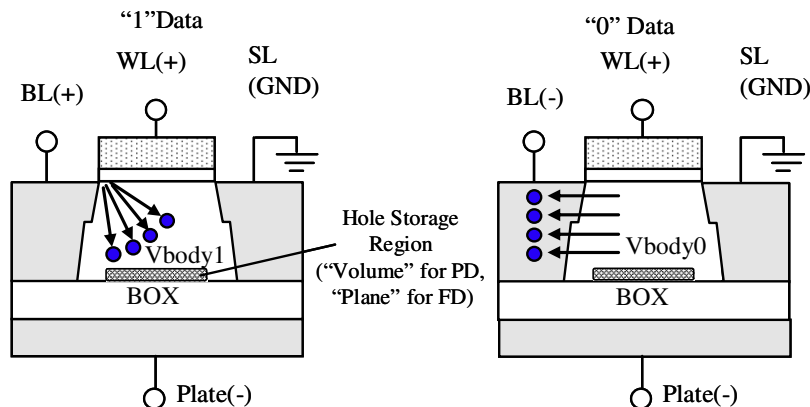 “1”Data
WL(+)
SL
(GND)
BL(+)
Vbody1
BOX
Plate(-)
Hole Storage
Region
(“Volume” for PD,
“Plane” for FD)
“0” Data
WL(+)
SL
(GND)
BL(-)
Vbody0
BOX
Plate(-)